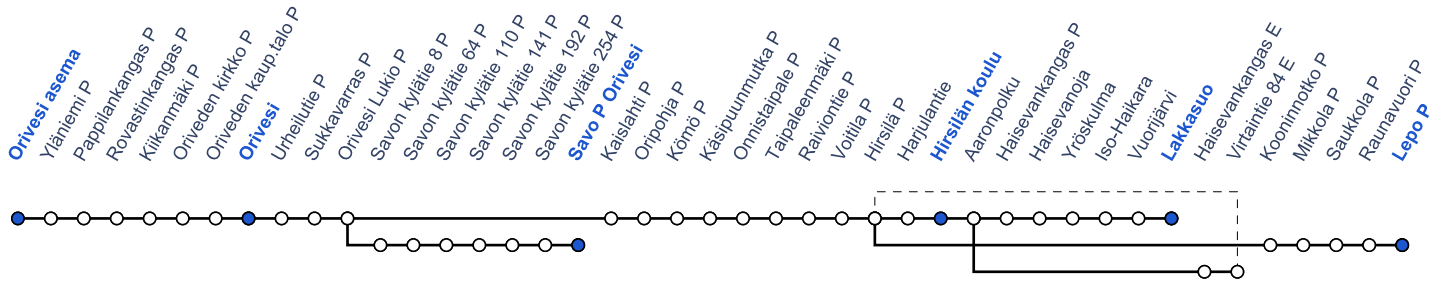 Orivesi asema
Yläniemi P
Pappilankangas P
Rovastinkangas P
Kiikanmäki P
Oriveden kirkko P
Oriveden kaup.talo P
Orivesi
Urheilutie P
Sukkavarras P
Orivesi Lukio P
Savon kylätie 8 P
Savon kylätie 64 P
Savon kylätie 110 P
Savon kylätie 141 P
Savon kylätie 192 P
Savon kylätie 254 P
Savo P Orivesi
Kaislahti P
Oripohja P
Kömö P
Käsipuunmutka P
Onnistaipale P
Taipaleenmäki P
Raiviontie P
Voitila P
Hirsilä P
Harjulantie
Hirsilän koulu
Aaronpolku
Haisevankangas P
Haisevanoja
Yröskulma
Iso-Haikara
Vuorijärvi
Lakkasuo
Haisevankangas E
Virtaintie 84 E
Kooninnotko P
Mikkola P
Saukkola P
Raunavuori P
Lepo P